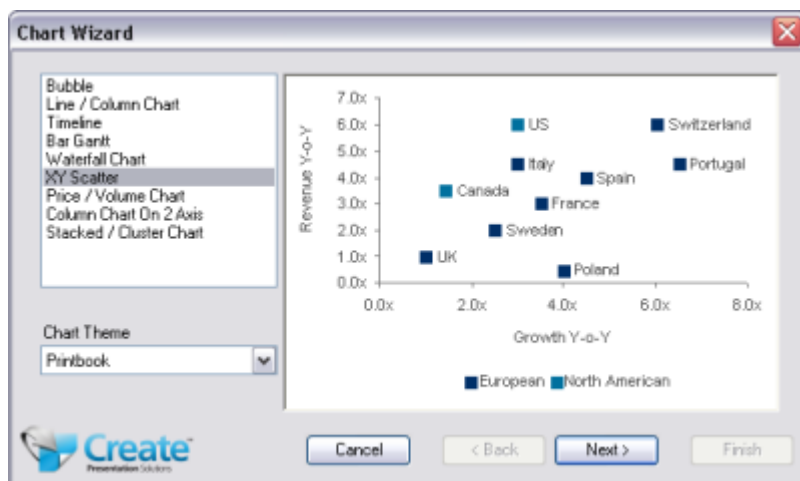 Chart Wizard
Bubble
Line / Column Chart
Timeline
Bar Gantt
Waterfall Chart
XY Scatter
Price / Volume Chart
Column Chart On 2 Axis
Stacked / Cluster Chart
Chart Theme
Printbook
Revenue Y-o-Y
7.0x
6.0x
5.0x
4.0x
3.0x
2.0x
1.0x
0.0x
US
Switzerland
Italy
Portugal
Spain
Canada
France
Sweden
UK
Poland
0.0x 2.0x 4.0x 6.0x 8.0x
Growth Y-o-Y
European North American
Create
Presentation Solutions
Cancel < Back Next > Finish